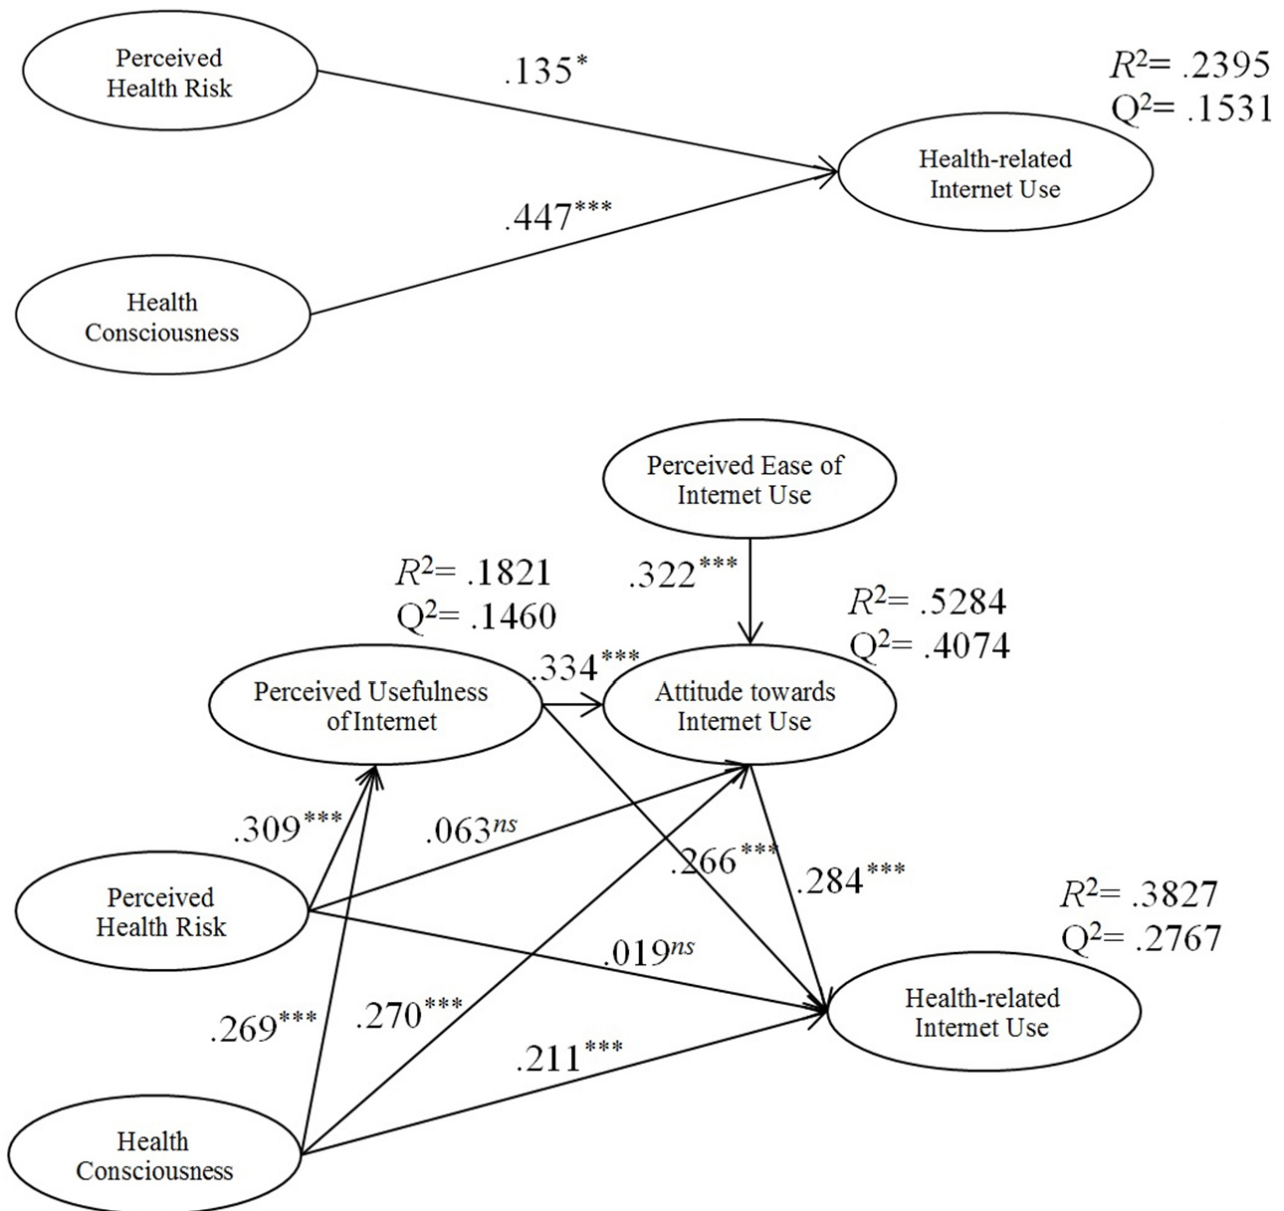 Perceived
Health Risk
.135*
R²= .2395
Q²= .1531
Health-related
Internet Use
.447***
Health
Consciousness
Perceived Ease of
Internet Use
.322***
R²= .1821
Q²= .1460
R²= .5284
Q²= .4074
.334***
Perceived Usefulness
of Internet
Attitude towards
Internet Use
.309***
.063ns
.266***
.284***
Perceived
Health Risk
R²= .3827
Q²= .2767
.019ns
Health-related
Internet Use
.269***
.270***
.211***
Health
Consciousness